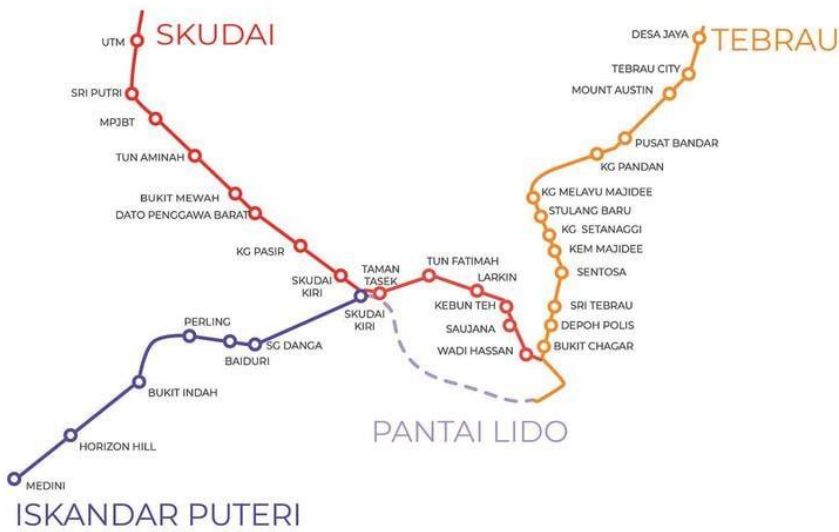 SKUDAI
UTM
SRI PUTRI
MPJBT
TUN AMINAH
BUKIT MEWAH
DATO PENGGAWA BARAT
KG PASIR
SKUDAI
KIRI
TAMAN
TASEK
TUN FATIMAH
LARKIN
KEBUN TEH
SAUJANA
WADI HASSAN
TEBRAU
DESA JAYA
TEBRAU CITY
MOUNT AUSTIN
PUSAT BANDAR
KG PANDAN
KG MELAYU MAJIDEE
STULANG BARU
KG SETANAGGI
KEM MAJIDEE
SENTOSA
SRI TEBRAU
DEPOH POLIS
BUKIT CHAGAR
SKUDAI
KIRI
PERLING
BAIDURI
SG DANGA
BUKIT INDAH
HORIZON HILL
MEDINI
ISKANDAR PUTERI
PANTAI LIDO